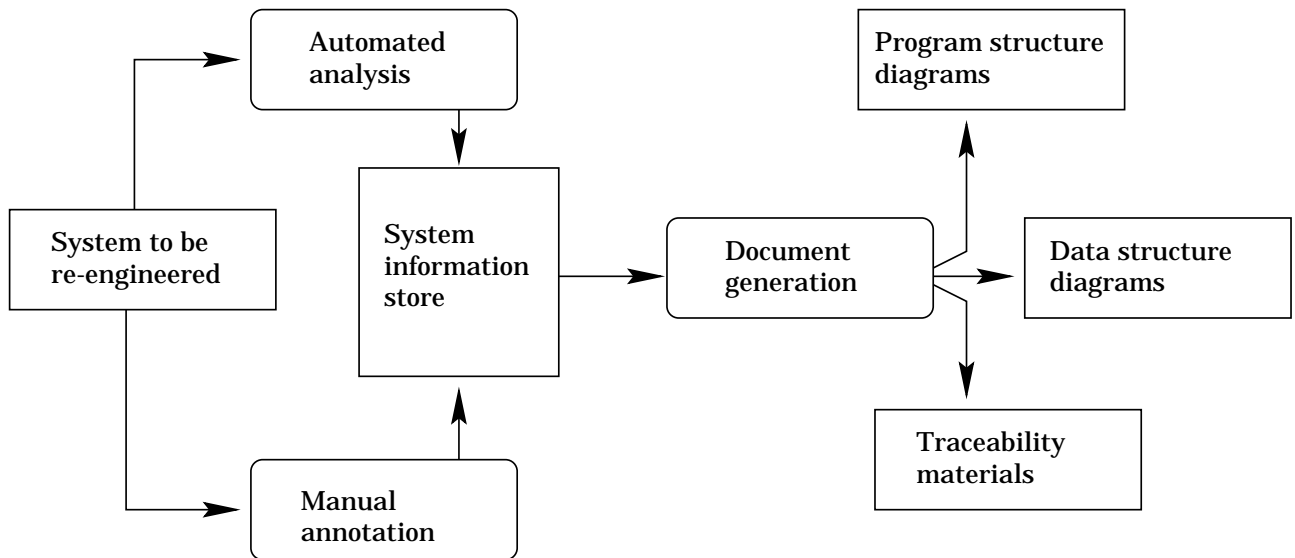 Automated
analysis
Program structure
diagrams
System to be
re-engineered
System
information
store
Document
generation
Data structure
diagrams
Traceability
materials
Manual
annotation